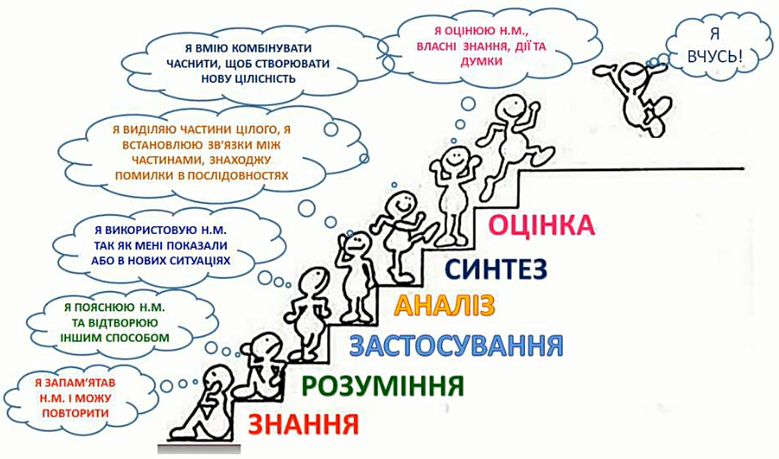 Я ВМІЮ КОМБІНУВАТИ
ЧАСНИТИ, ЩОБ СТВОРЮВАТИ
НОВУ ЦІЛІСНІСТЬ
Я ОЦІНЮЮ Н.М.,
ВЛАСНІ ЗНАННЯ, ДІЇ ТА
ДУМКИ
Я
ВЧУСЬ!
Я ВИДІЛЯЮ ЧАСТИНИ ЦІЛОГО, Я
ВСТАНОВЛЮЮ ЗВ’ЯЗКИ МІЖ
ЧАСТИНАМИ, ЗНАХОДЖУ
ПОМИЛКИ В ПОСЛІДОВНОСТЯХ
Я ВИКОРИСТОВУЮ Н.М.
ТАК ЯК МЕНІ ПОКАЗАЛИ
АБО В НОВИХ СИТУАЦІЯХ
Я ПОЯСНЮЮ Н.М.
ТА ВІДТВОРЮЮ
ІНШИМ СПОСОБОМ
Я ЗАПАМ’ЯТАВ
Н.М. І МОЖУ
ПОВТОРИТИ
ОЦІНКА
СИНТЕЗ
АНАЛІЗ
ЗАСТОСУВАННЯ
РОЗУМІННЯ
ЗНАННЯ